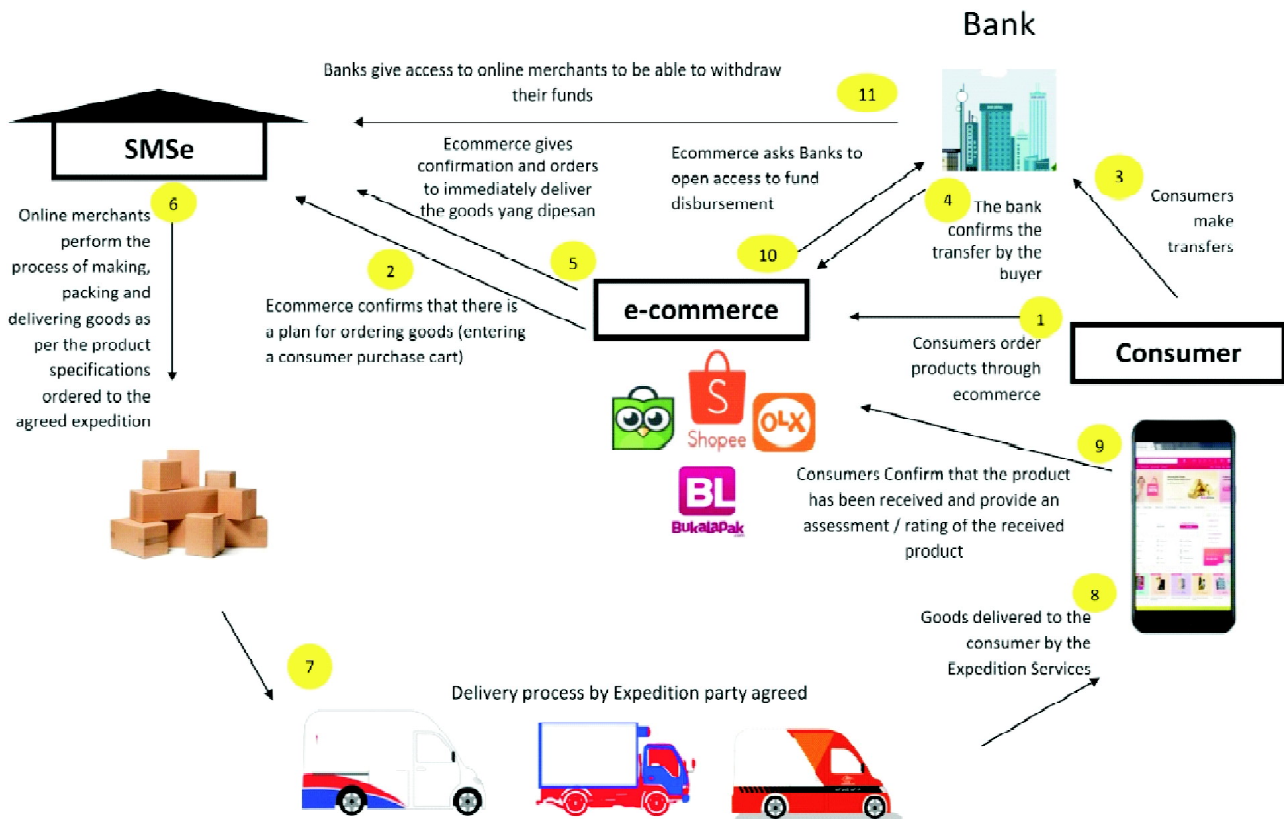 Bank
Banks give access to online merchants to be able to withdraw
their funds
11
SMSe
Ecommerce gives
confirmation and orders
to immediately deliver
the goods yang dipesan
Ecommerce asks Banks to
open access to fund
disbursement
3
Consumers
make
transfers
4
The bank
confirms the
transfer by the
buyer
6
Online merchants
perform the
process of making,
packing and
delivering goods as
per the product
specifications
ordered to the
agreed expedition
2
5
10
Ecommerce confirms that there is
a plan for ordering goods (entering
a consumer purchase cart)
e-commerce
1
Consumers order
products through
ecommerce
Consumer
S
Shopee
OLX
BL
BukaLaPak
.com
9
Consumers Confirm that the product
has been received and provide an
assessment / rating of the received
product
8
Goods delivered to the
consumer by the
Expedition Services
7
Delivery process by Expedition party agreed